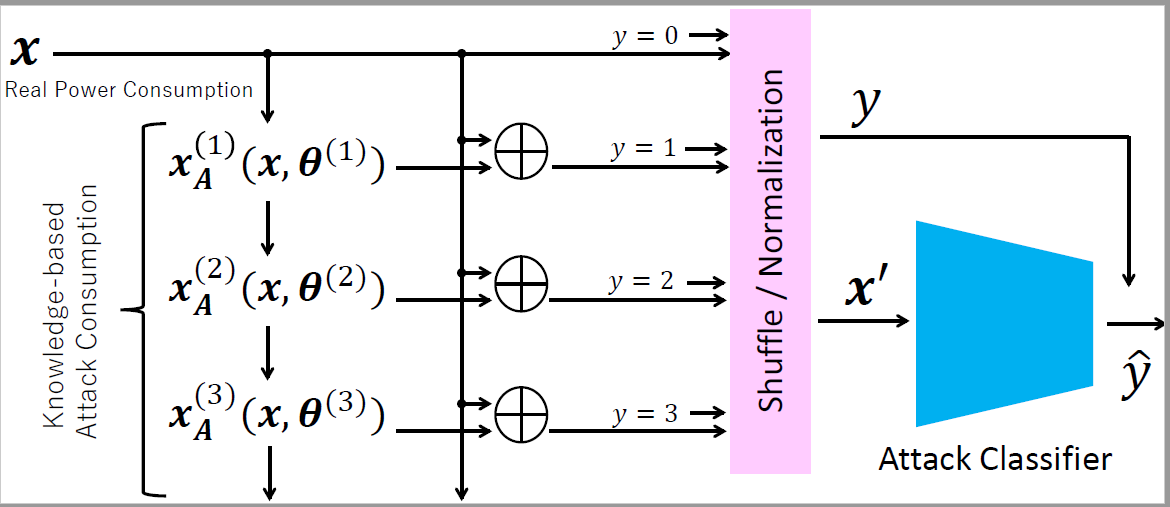 x
Real Power Consumption
y = 0
x_A^(1)(x, θ^(1))
y = 1
x_A^(2)(x, θ^(2))
y = 2
x_A^(3)(x, θ^(3))
y = 3
Knowledge-based
Attack Consumption
Shuffle / Normalization
y
x′
ŷ
Attack Classifier